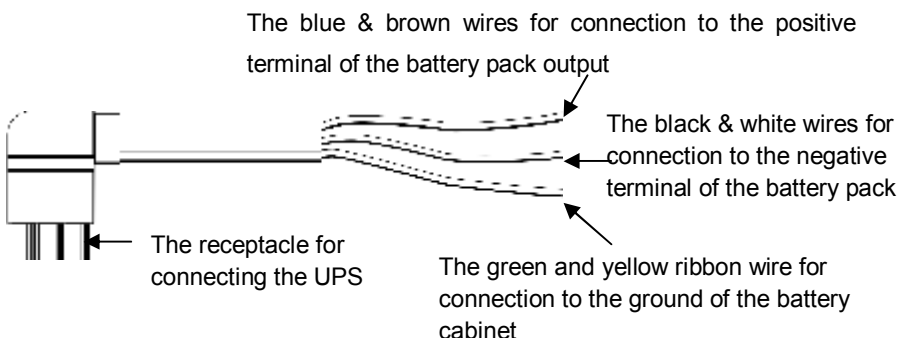 The blue & brown wires for connection to the positive
terminal of the battery pack output
The black & white wires for
connection to the negative
terminal of the battery pack
The receptacle for
connecting the UPS
The green and yellow ribbon wire for
connection to the ground of the battery
cabinet